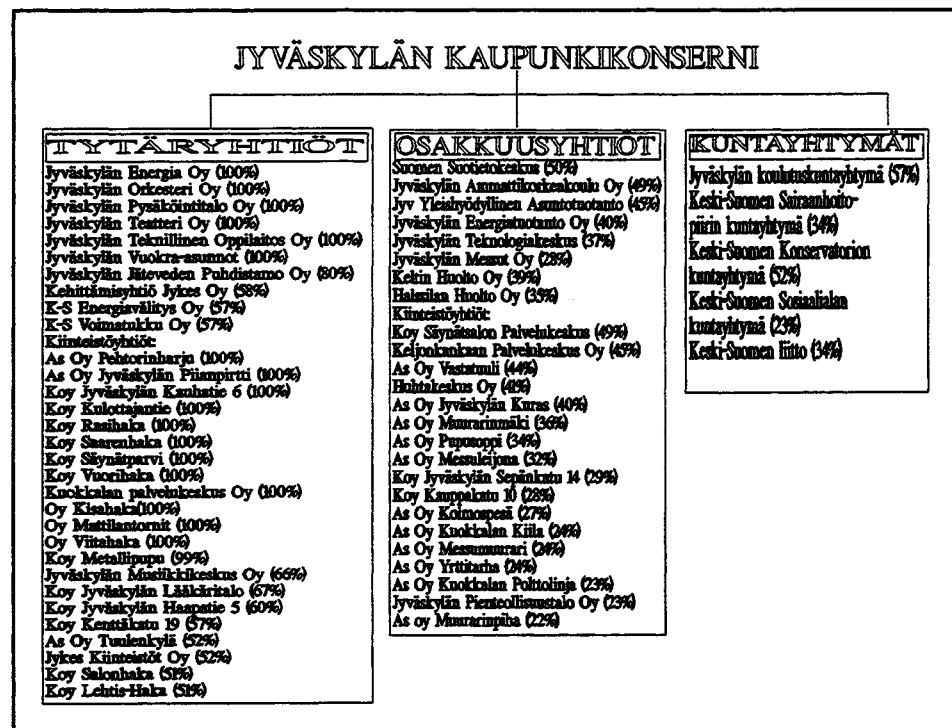 JYVÄSKYLÄN KAUPUNKIKONSERNI
TYTÄRYHTIÖT
Jyväskylän Energia Oy (100%)
Jyväskylän Orkesteri Oy (100%)
Jyväskylän Pysäköintitalo Oy (100%)
Jyväskylän Teatteri Oy (100%)
Jyväskylän Teknillinen Oppilaitos Oy (100%)
Jyväskylän Vuokra-asunnot (100%)
Jyväskylän Jäteveden Puhdistamo Oy (80%)
Kehittämisyhtiö Jykes Oy (58%)
K-S Energiavälitys Oy (57%)
K-S Voimatukku Oy (57%)
Kiinteistöyhtiöt:
As Oy Pehtorinharju (100%)
As Oy Jyväskylän Piianpirtti (100%)
Koy Jyväskylän Kauhatie 6 (100%)
Koy Kulottajantie (100%)
Koy Rasihaka (100%)
Koy Saarenhaka (100%)
Koy Säynätparvi (100%)
Koy Vuorihaka (100%)
Kuokkalan palvelukeskus Oy (100%)
Oy Kisahaka(100%)
Oy Mattilantornit (100%)
Oy Viitahaka (100%)
Koy Metallipupu (99%)
Jyväskylän Musiikkikeskus Oy (66%)
Koy Jyväskylän Lääkäritalo (67%)
Koy Jyväskylän Haapatie 5 (60%)
Koy Kenttäkatu 19 (57%)
As Oy Tuulenkylä (52%)
Jykes Kiinteistöt Oy (52%)
Koy Salonhaka (51%)
Koy Lehtis-Haka (51%)
OSAKKUUSYHTIÖT
Suomen Suotietokeskus (50%)
Jyväskylän Ammattikorkeakoulu Oy (49%)
Jyv Yleishyödyllinen Asuntotuotanto (45%)
Jyväskylän Energiatuotanto Oy (40%)
Jyväskylän Teknologiakeskus (37%)
Jyväskylän Messut Oy (28%)
Keltin Huolto Oy (39%)
Halssilan Huolto Oy (35%)
Kiinteistöyhtiöt:
Koy Säynätsalon Palvelukeskus (49%)
Keljonkankaan Palvelukeskus Oy (45%)
As Oy Vastatuuli (44%)
Huhtakeskus Oy (41%)
As Oy Jyväskylän Kuras (40%)
As Oy Muurarinmäki (36%)
As Oy Pupusoppi (34%)
As Oy Messuleijona (32%)
Koy Jyväskylän Sepänkatu 14 (29%)
Koy Kauppakatu 10 (28%)
As Oy Kolmospesä (27%)
As Oy Kuokkalan Kiila (24%)
As Oy Messumuurari (24%)
As Oy Yrttitarha (24%)
As Oy Kuokkalan Polttolinja (23%)
Jyväskylän Pienteollisuustalo Oy (23%)
As oy Muurarinpiha (22%)
KUNTAYHTYMÄT
Jyväskylän koulutuskuntayhtymä (57%)
Keski-Suomen Sairaanhoito-
piirin kuntayhtymä (34%)
Keski-Suomen Konservatorion
kuntayhtymä (52%)
Keski-Suomen Sosiaalialan
kuntayhtymä (23%)
Keski-Suomen liitto (34%)